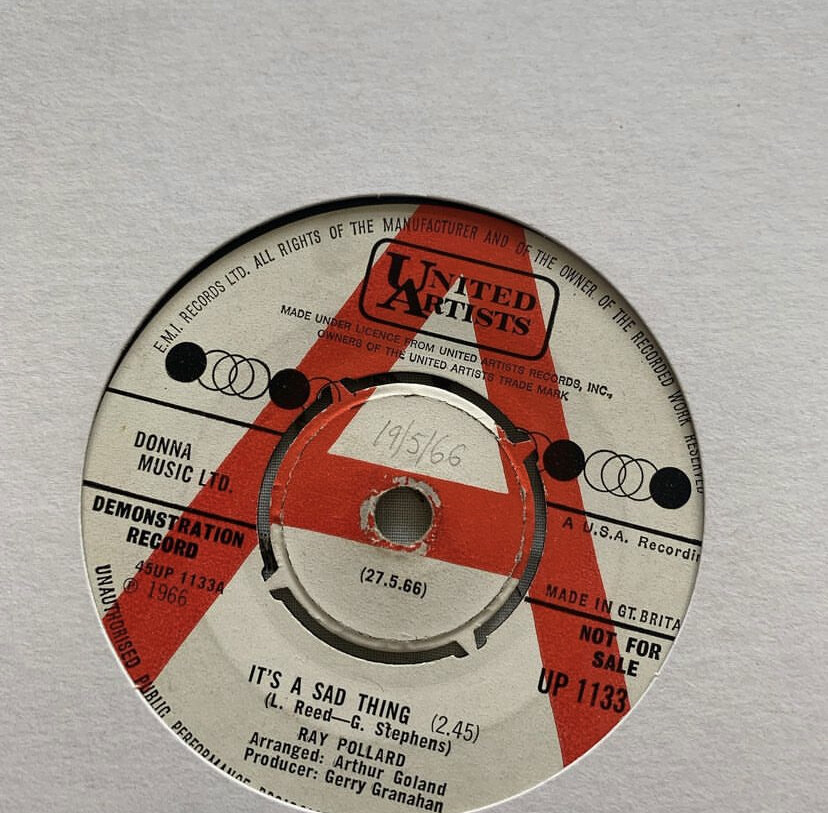 E.M.I. RECORDS LTD. ALL RIGHTS OF THE MANUFACTURER AND OF THE OWNER OF THE RECORDED WORK RESERVED
UNITED
ARTISTS
MADE UNDER LICENCE FROM UNITED ARTISTS RECORDS, INC.,
OWNERS OF THE UNITED ARTISTS TRADE MARK
DONNA
MUSIC LTD.
19/5/66
A U.S.A. Recordin
DEMONSTRATION
RECORD
45UP 1133A
℗ 1966
(27.5.66)
MADE IN GT. BRITA
NOT FOR
SALE
UP 1133
IT'S A SAD THING (2.45)
(L. Reed—G. Stephens)
RAY POLLARD
Arranged: Arthur Goland
Producer: Gerry Granahan
UNAUTHORISED PUBLIC PERFORMANCE